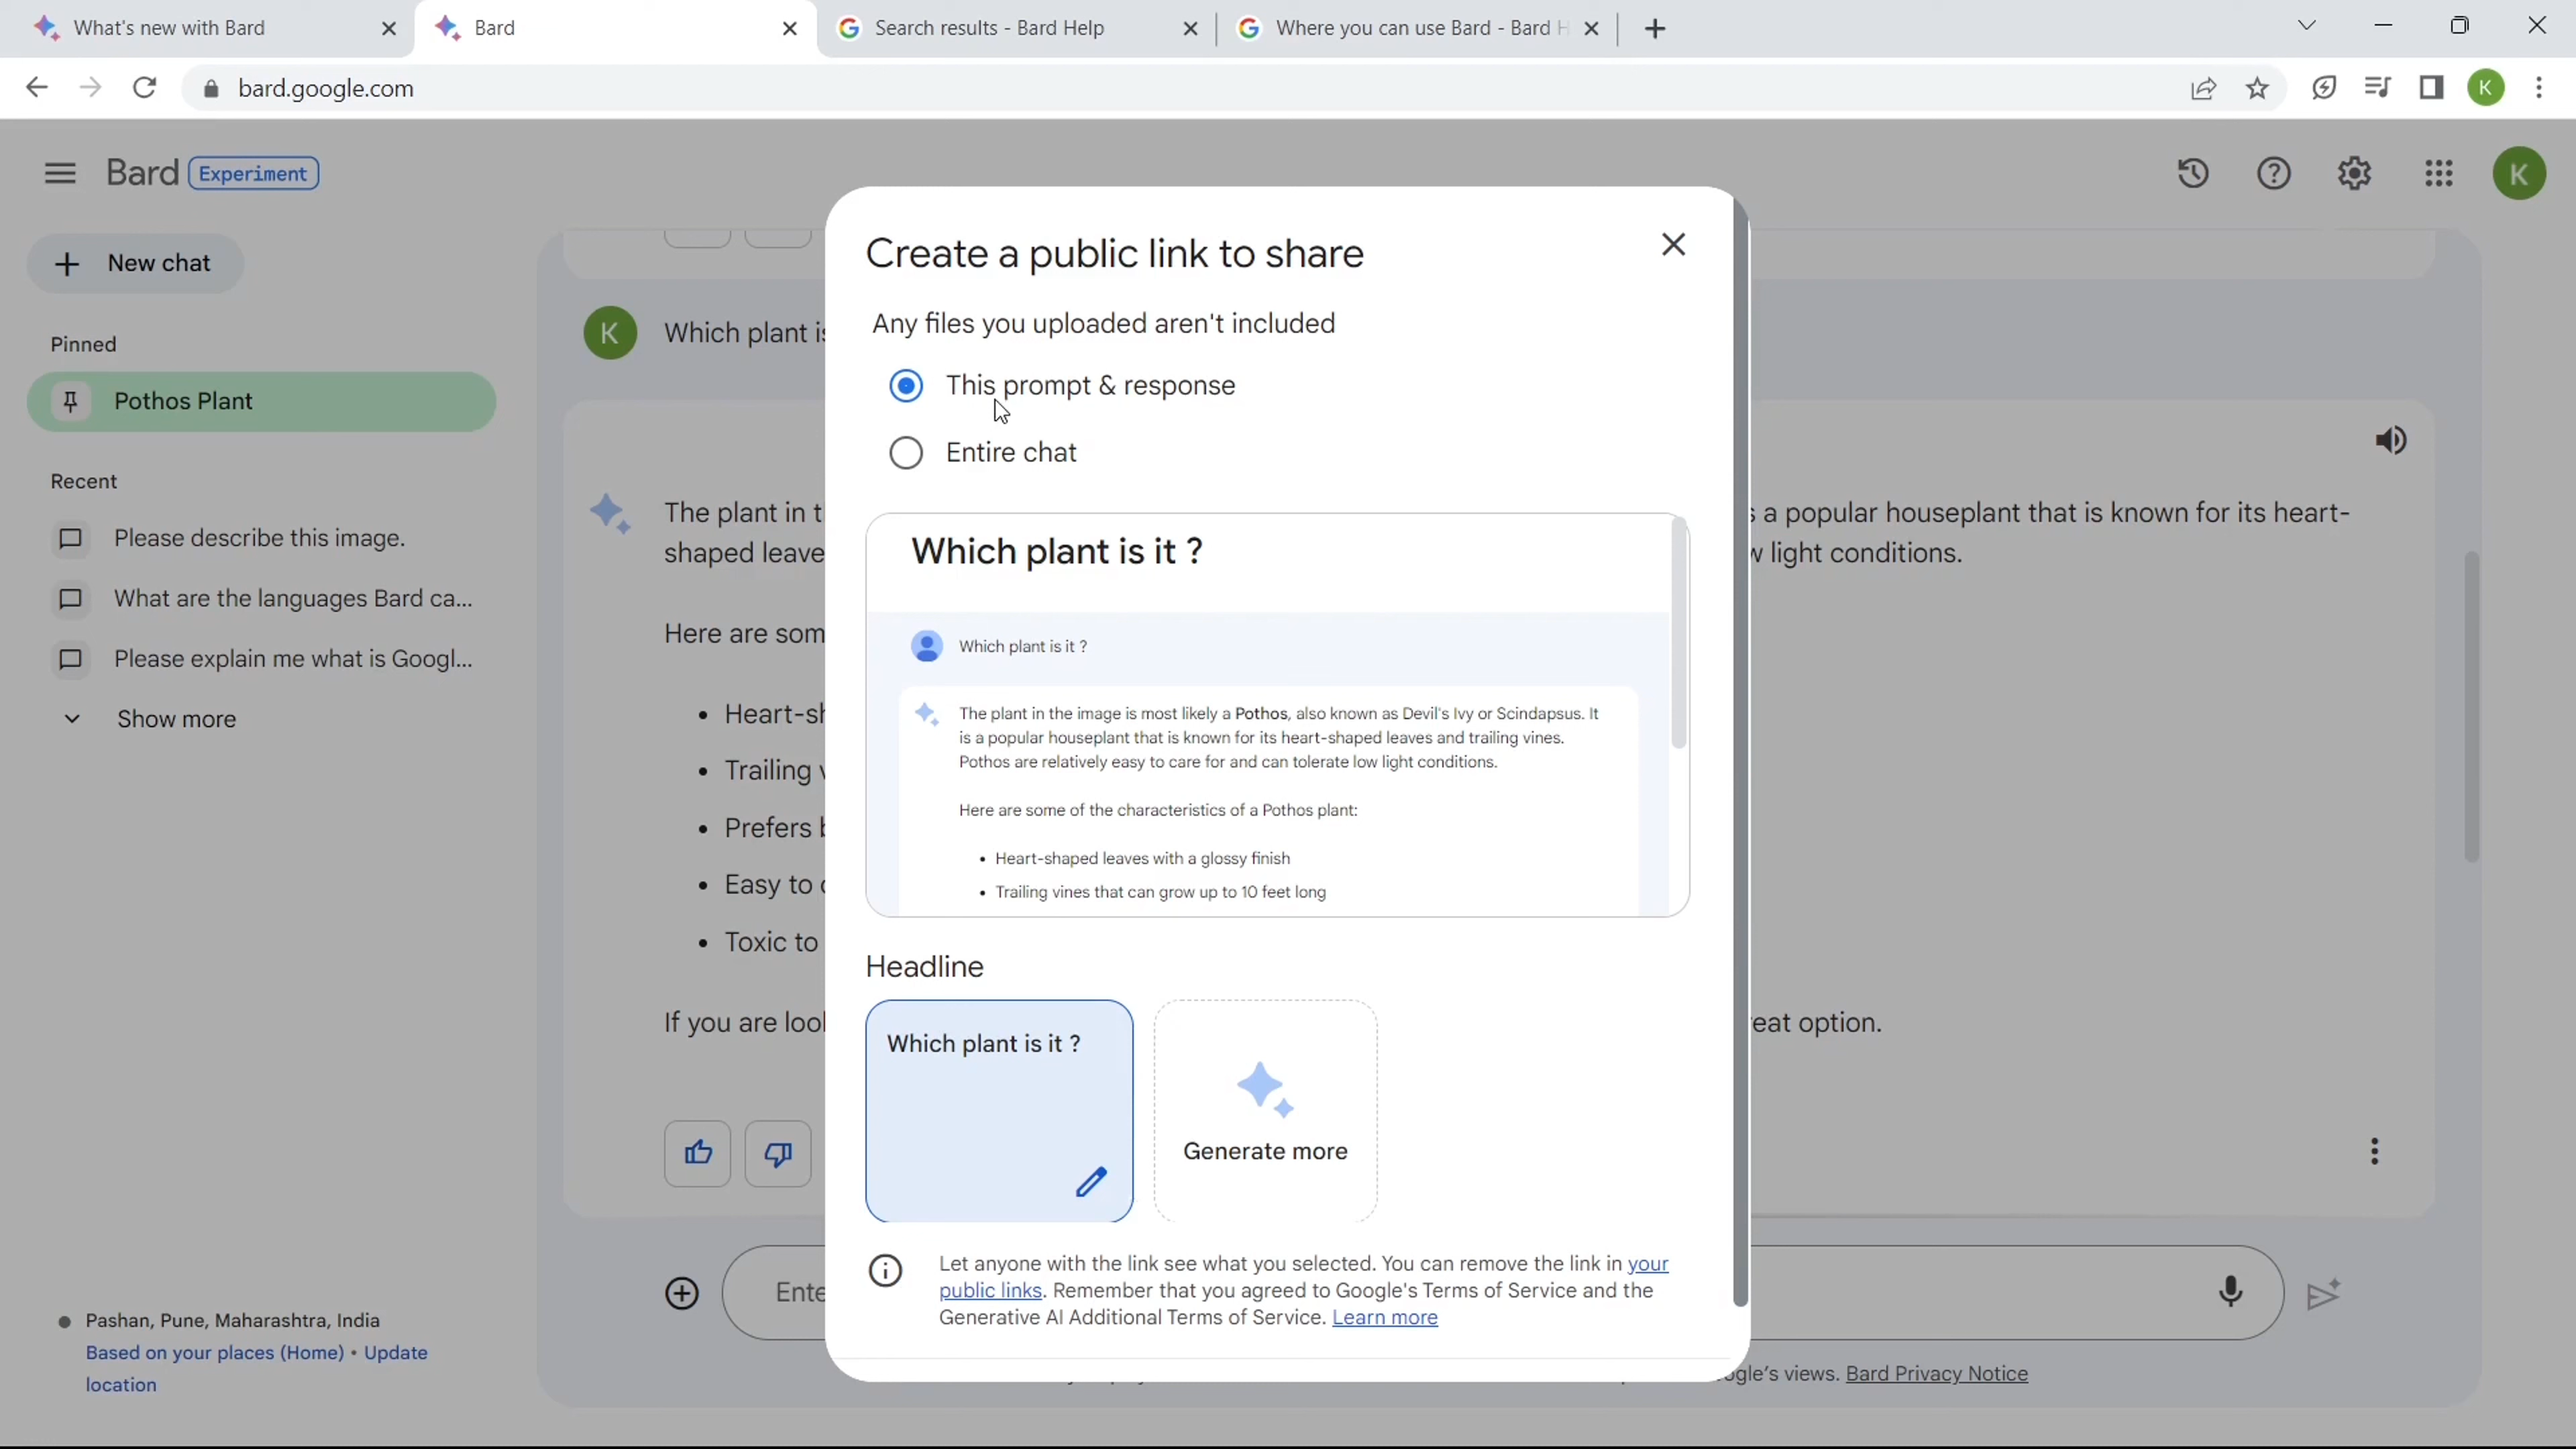 What's new with Bard
Bard
Search results - Bard Help
Where you can use Bard - Bard H
bard.google.com
K
Bard Experiment
K
New chat
Pinned
Pothos Plant
Recent
Please describe this image.
What are the languages Bard ca...
Please explain me what is Googl...
Show more
Pashan, Pune, Maharashtra, India
Based on your places (Home) • Update
location
K Which plant is
The plant in t
shaped leave
Here are som
• Heart-sh
• Trailing
• Prefers
• Easy to
• Toxic to
If you are lool
Ente
s a popular houseplant that is known for its heart-
w light conditions.
eat option.
ogle's views. Bard Privacy Notice
Create a public link to share
Any files you uploaded aren't included
This prompt & response
Entire chat
Which plant is it ?
Which plant is it ?
The plant in the image is most likely a Pothos, also known as Devil's Ivy or Scindapsus. It
is a popular houseplant that is known for its heart-shaped leaves and trailing vines.
Pothos are relatively easy to care for and can tolerate low light conditions.
Here are some of the characteristics of a Pothos plant:
• Heart-shaped leaves with a glossy finish
• Trailing vines that can grow up to 10 feet long
Headline
Which plant is it ?
Generate more
Let anyone with the link see what you selected. You can remove the link in your
public links. Remember that you agreed to Google's Terms of Service and the
Generative AI Additional Terms of Service. Learn more